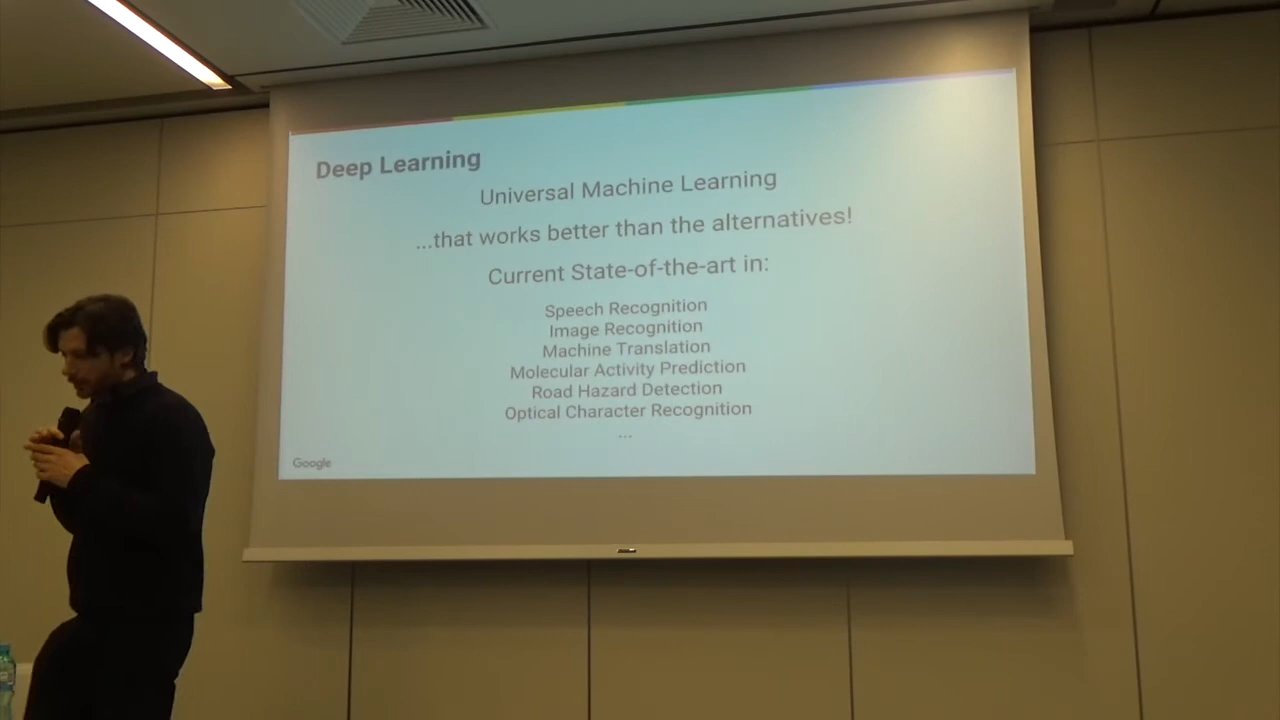 Deep Learning
Universal Machine Learning
...that works better than the alternatives!
Current State-of-the-art in:
Speech Recognition
Image Recognition
Machine Translation
Molecular Activity Prediction
Road Hazard Detection
Optical Character Recognition
...
Google